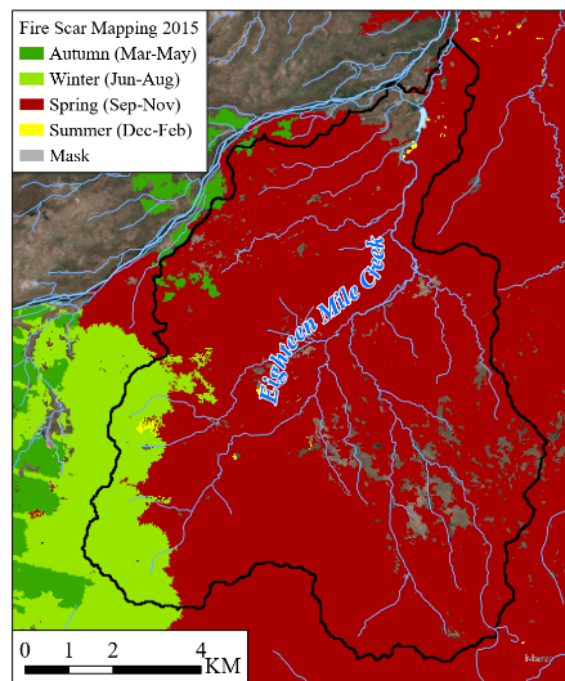 Fire Scar Mapping 2015
Autumn (Mar-May)
Winter (Jun-Aug)
Spring (Sep-Nov)
Summer (Dec-Feb)
Mask
Eighteen Mile Creek
0 1 2 4
KM